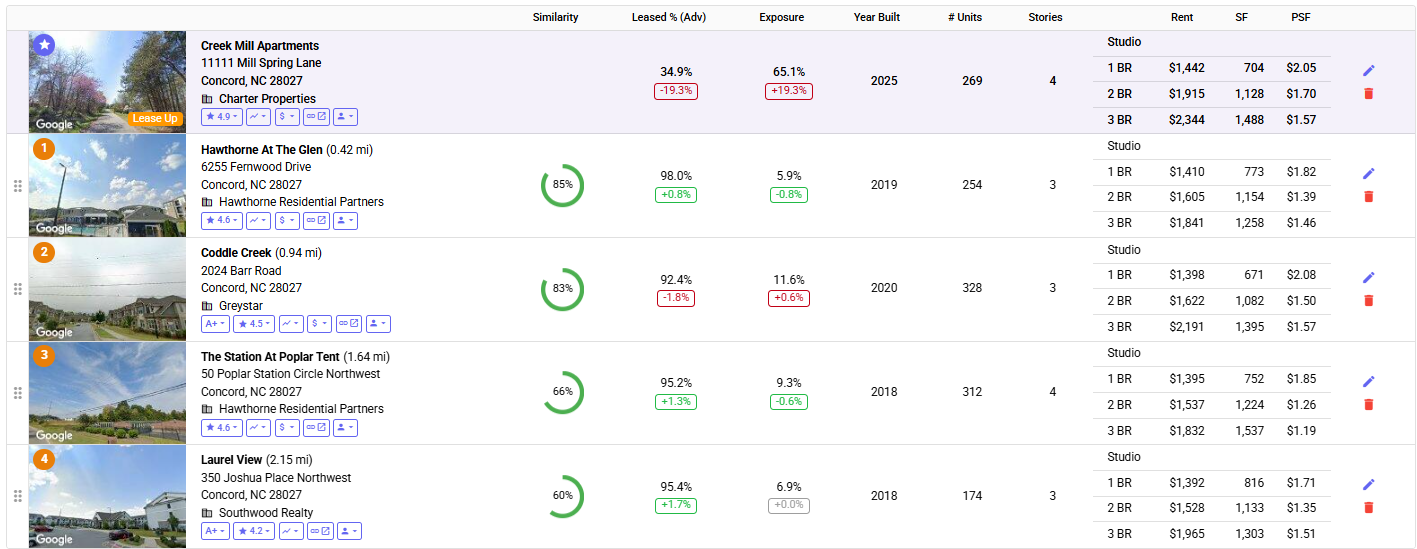 Similarity Leased % (Adv) Exposure Year Built # Units Stories Rent SF PSF
Creek Mill Apartments
11111 Mill Spring Lane
Concord, NC 28027
Charter Properties
4.9
$
Google
Lease Up
34.9%
-19.3%
65.1%
+19.3%
2025
269
4
Studio
1 BR $1,442 704 $2.05
2 BR $1,915 1,128 $1.70
3 BR $2,344 1,488 $1.57
1
Hawthorne At The Glen (0.42 mi)
6255 Fernwood Drive
Concord, NC 28027
Hawthorne Residential Partners
4.6
$
Google
85%
98.0%
+0.8%
5.9%
-0.8%
2019
254
3
Studio
1 BR $1,410 773 $1.82
2 BR $1,605 1,154 $1.39
3 BR $1,841 1,258 $1.46
2
Coddle Creek (0.94 mi)
2024 Barr Road
Concord, NC 28027
Greystar
A+ 4.5
$
Google
83%
92.4%
-1.8%
11.6%
+0.6%
2020
328
3
Studio
1 BR $1,398 671 $2.08
2 BR $1,622 1,082 $1.50
3 BR $2,191 1,395 $1.57
3
The Station At Poplar Tent (1.64 mi)
50 Poplar Station Circle Northwest
Concord, NC 28027
Hawthorne Residential Partners
4.6
$
Google
66%
95.2%
+1.3%
9.3%
-0.6%
2018
312
4
Studio
1 BR $1,395 752 $1.85
2 BR $1,537 1,224 $1.26
3 BR $1,832 1,537 $1.19
4
Laurel View (2.15 mi)
350 Joshua Place Northwest
Concord, NC 28027
Southwood Realty
A+ 4.2
Google
60%
95.4%
+1.7%
6.9%
+0.0%
2018
174
3
Studio
1 BR $1,392 816 $1.71
2 BR $1,528 1,133 $1.35
3 BR $1,965 1,303 $1.51